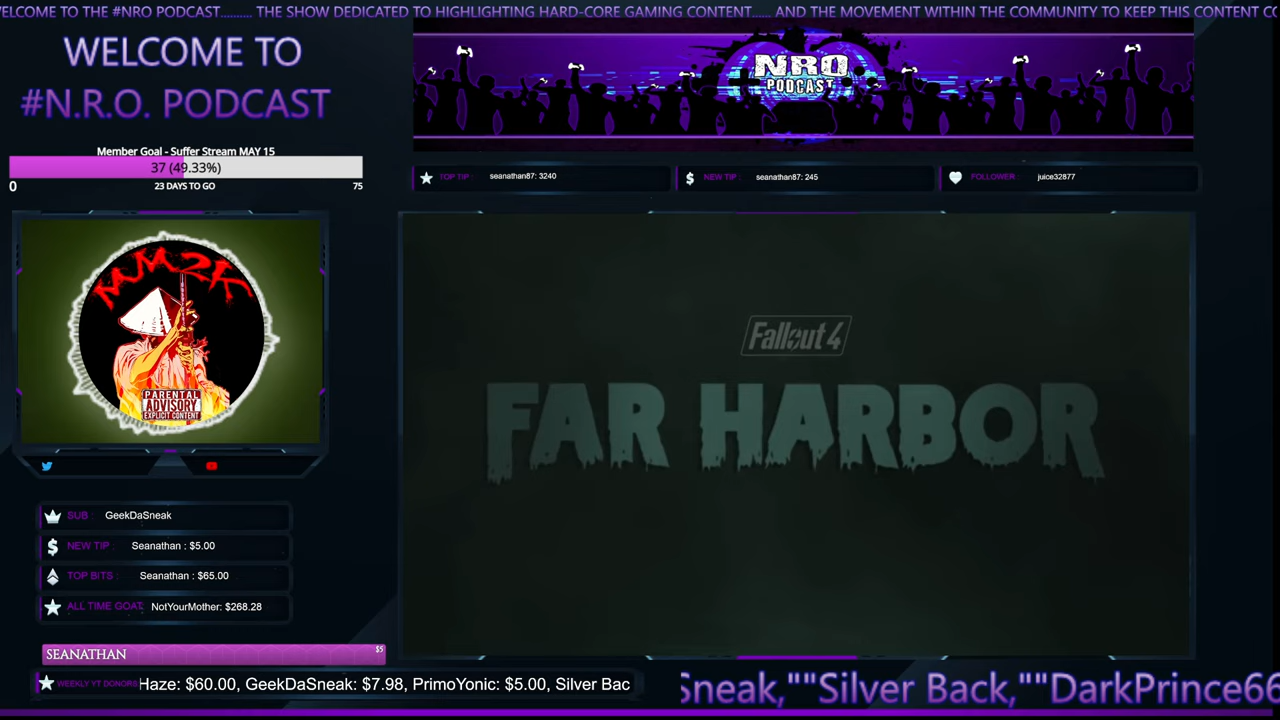 ELCOME TO THE #NRO PODCAST......... THE SHOW DEDICATED TO HIGHLIGHTING HARD-CORE GAMING CONTENT..... AND THE MOVEMENT WITHIN THE COMMUNITY TO KEEP THIS CONTENT CO
WELCOME TO
#N.R.O. PODCAST
NRO
PODCAST
Member Goal - Suffer Stream MAY 15
37 (49.33%)
0
23 DAYS TO GO
75
TOP TIP : seanathan87: 3240
NEW TIP : seanathan87: 245
FOLLOWER : juice32877
MM2K
PARENTAL
ADVISORY
EXPLICIT CONTENT
Fallout 4
FAR HARBOR
SUB : GeekDaSneak
NEW TIP : Seanathan : $5.00
TOP BITS : Seanathan : $65.00
ALL TIME GOAT: NotYourMother: $268.28
SEANATHAN $5
WEEKLY YT DONORS: Haze: $60.00, GeekDaSneak: $7.98, PrimoYonic: $5.00, Silver Bac
Sneak,""Silver Back,""DarkPrince66